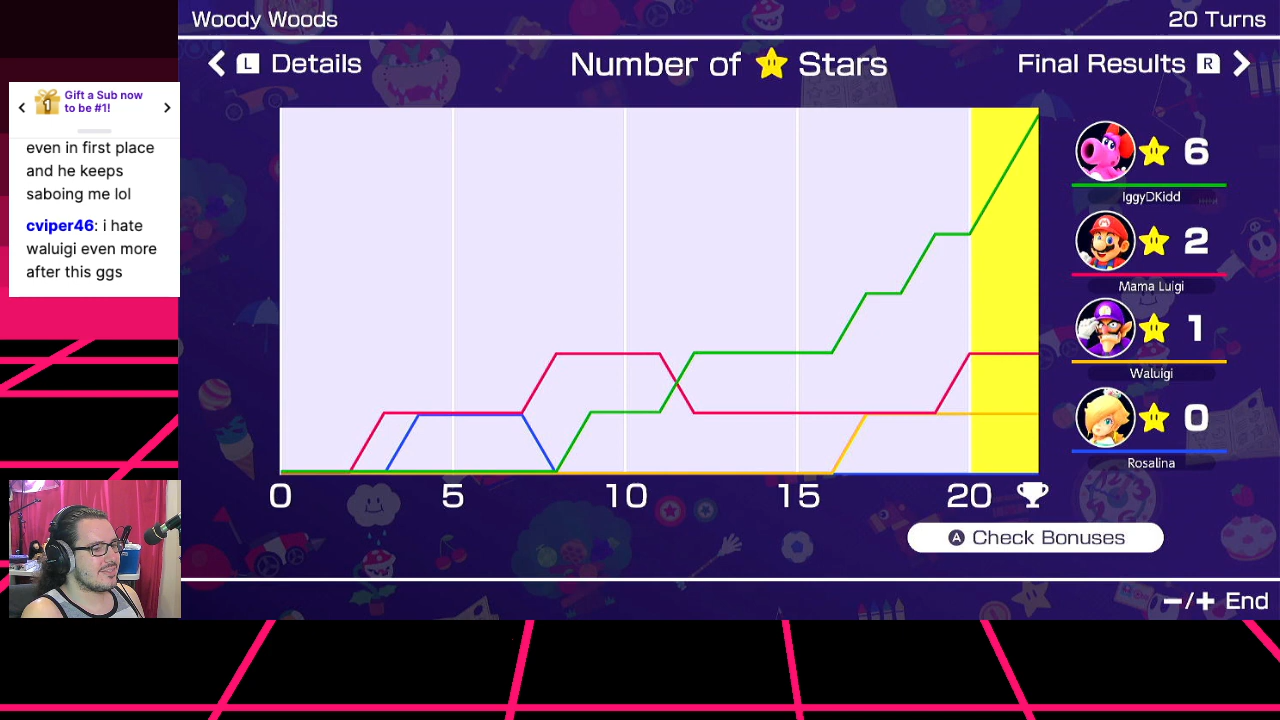 Woody Woods
20 Turns
L Details
Number of Stars
Final Results R
Gift a Sub now
to be #1!
1
even in first place
and he keeps
saboing me lol
cviper46: i hate
waluigi even more
after this ggs
6
IggyDKidd
2
Mama Luigi
1
Waluigi
0
Rosalina
0 5 10 15 20
A Check Bonuses
−/+ End